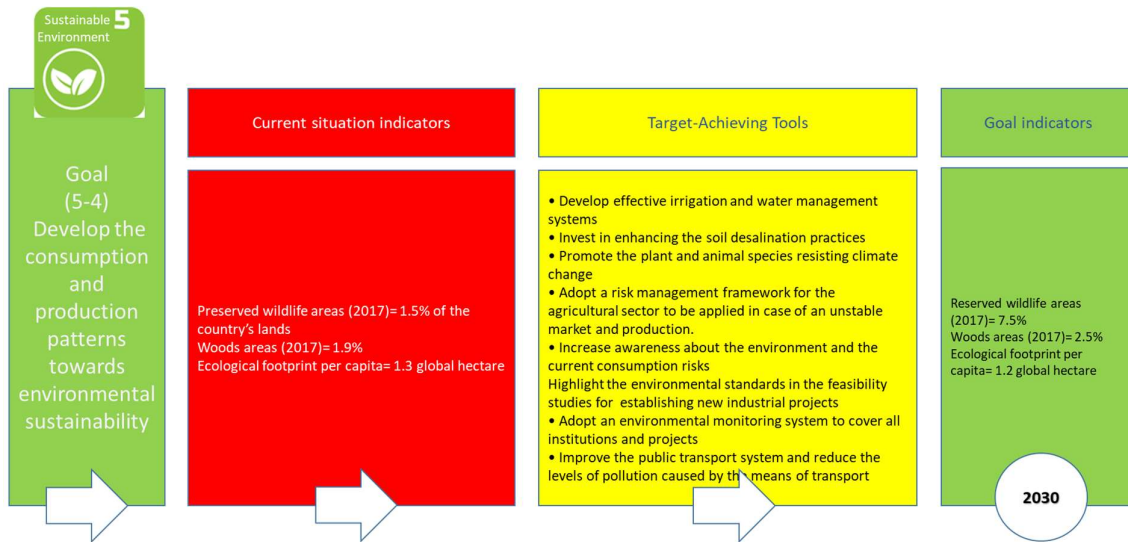 Sustainable 5
Environment
Goal
(5-4)
Develop the
consumption
and
production
patterns
towards
environmental
sustainability
Current situation indicators
Preserved wildlife areas (2017)= 1.5% of the
country's lands
Woods areas (2017)= 1.9%
Ecological footprint per capita= 1.3 global hectare
Target-Achieving Tools
• Develop effective irrigation and water management
systems
• Invest in enhancing the soil desalination practices
• Promote the plant and animal species resisting climate
change
• Adopt a risk management framework for the
agricultural sector to be applied in case of an unstable
market and production.
• Increase awareness about the environment and the
current consumption risks
Highlight the environmental standards in the feasibility
studies for  establishing new industrial projects
• Adopt an environmental monitoring system to cover all
institutions and projects
• Improve the public transport system and reduce the
levels of pollution caused by the means of transport
Goal indicators
Reserved wildlife areas
(2017)= 7.5%
Woods areas (2017)= 2.5%
Ecological footprint per
capita= 1.2 global hectare
2030